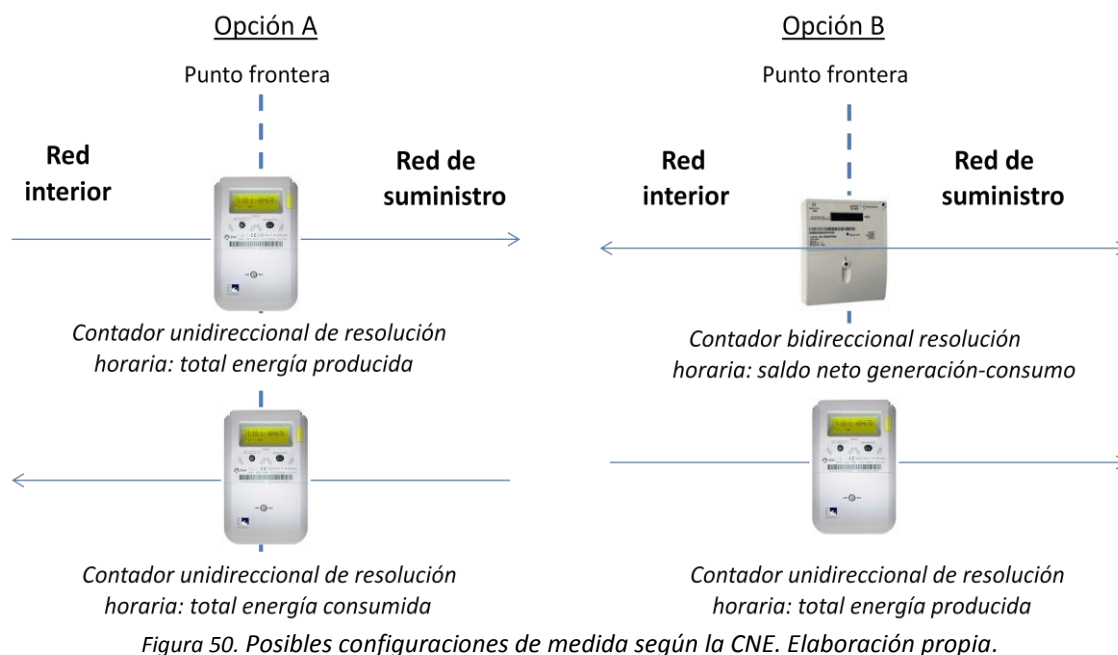 Opción A
Punto frontera
Red
interior
Red de
suministro
Contador unidireccional de resolución
horaria: total energía producida
Contador unidireccional de resolución
horaria: total energía consumida
Opción B
Punto frontera
Red
interior
Red de
suministro
Contador bidireccional resolución
horaria: saldo neto generación-consumo
Contador unidireccional de resolución
horaria: total energía producida
Figura 50. Posibles configuraciones de medida según la CNE. Elaboración propia.